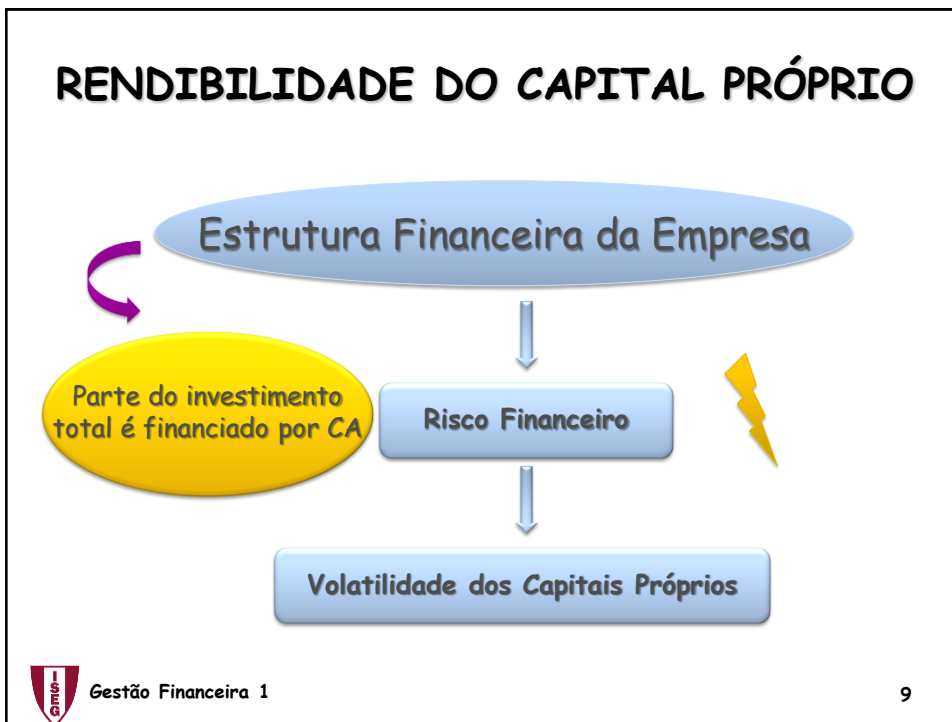 RENDIBILIDADE DO CAPITAL PRÓPRIO
Estrutura Financeira da Empresa
Parte do investimento
total é financiado por CA
Risco Financeiro
Volatilidade dos Capitais Próprios
ISEG
Gestão Financeira 1
9